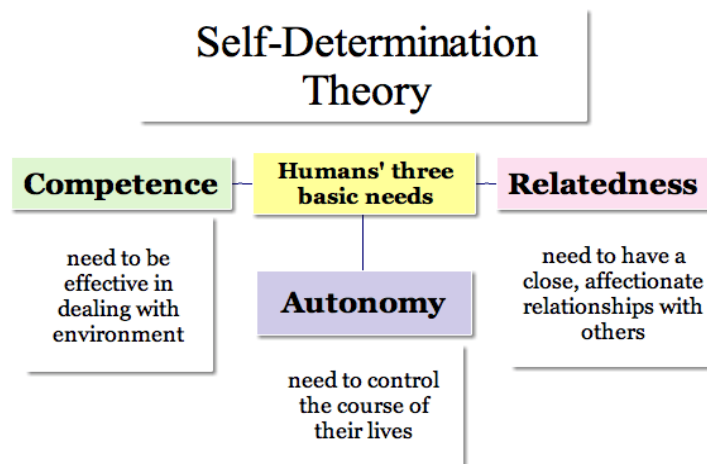 Self-Determination
Theory
Humans' three
basic needs
Competence
need to be
effective in
dealing with
environment
Autonomy
need to control
the course of
their lives
Relatedness
need to have a
close, affectionate
relationships with
others